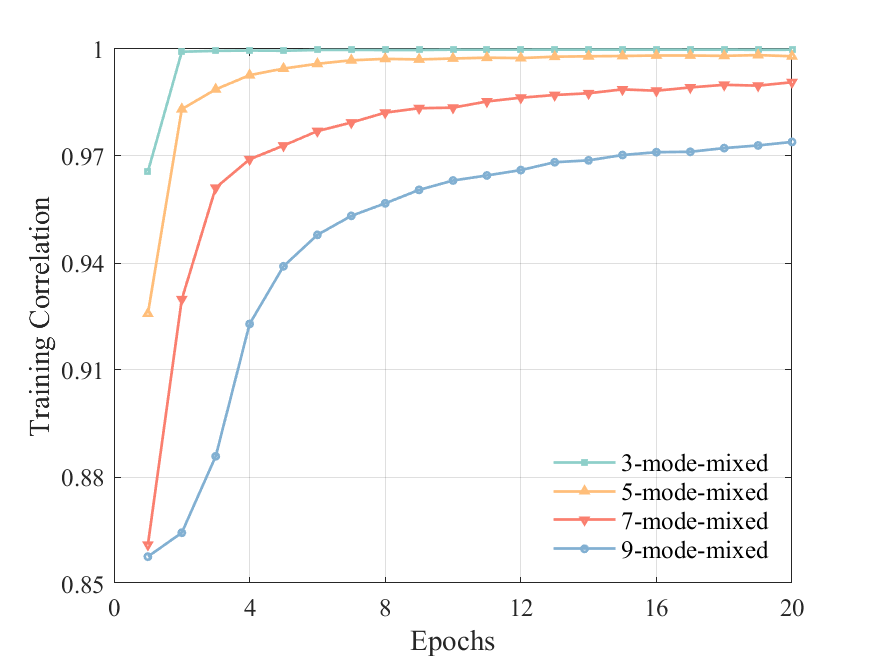 1
0.97
0.94
0.91
0.88
0.85
Training Correlation
3-mode-mixed
5-mode-mixed
7-mode-mixed
9-mode-mixed
0 4 8 12 16 20
Epochs